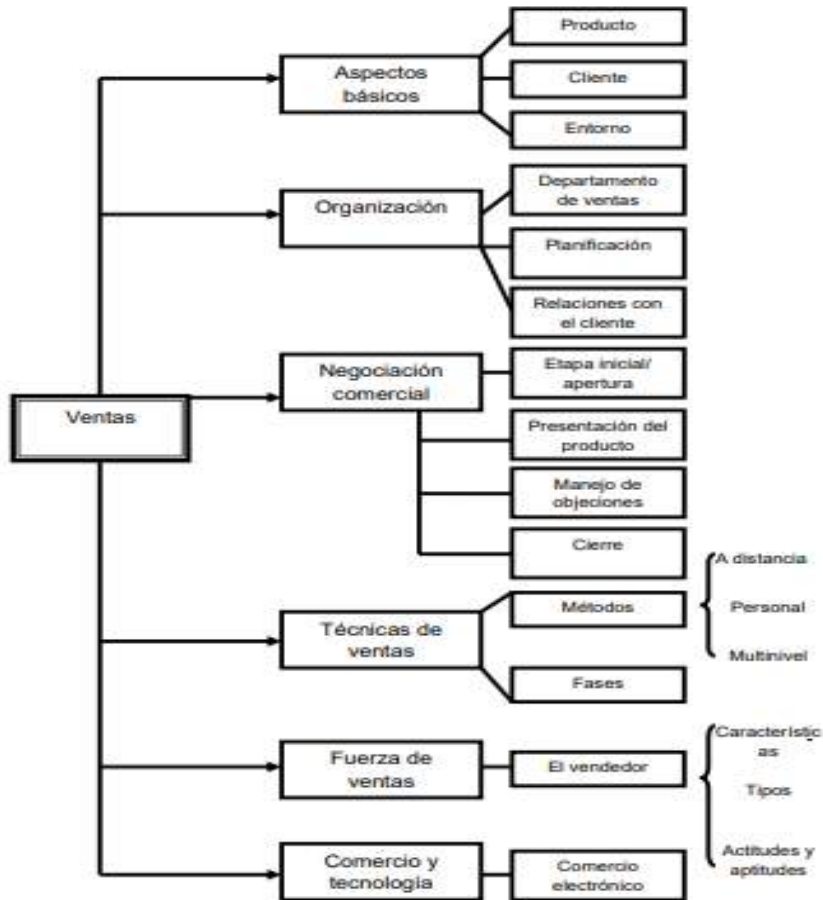 Producto
Aspectos
básicos
Cliente
Entorno
Departamento
de ventas
Organización
Planificación
Relaciones con
el cliente
Negociación
comercial
Etapa inicial/
apertura
Ventas
Presentación del
producto
Manejo de
objeciones
Cierre
A distancia
Técnicas de
ventas
Métodos
Personal
Multinivel
Fases
Característic
as
Fuerza de
ventas
El vendedor
Tipos
Comercio y
tecnología
Comercio
electrónico
Actitudes y
aptitudes